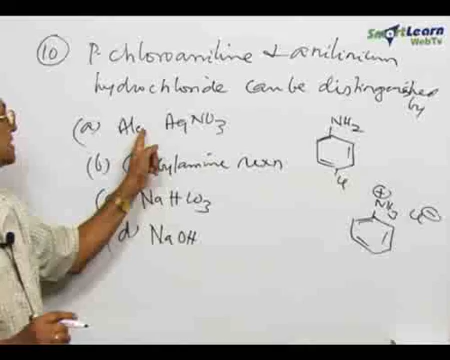 SmartLearn
WebTv
10 P-chloroaniline & anilinium
hydrochloride can be distinguished
by
(a) Alc AgNO3
NH2
(b) Carbylamine rexn
Cl
(c) NaHCO3
⊕
NH3 Cl⊖
(d) NaOH